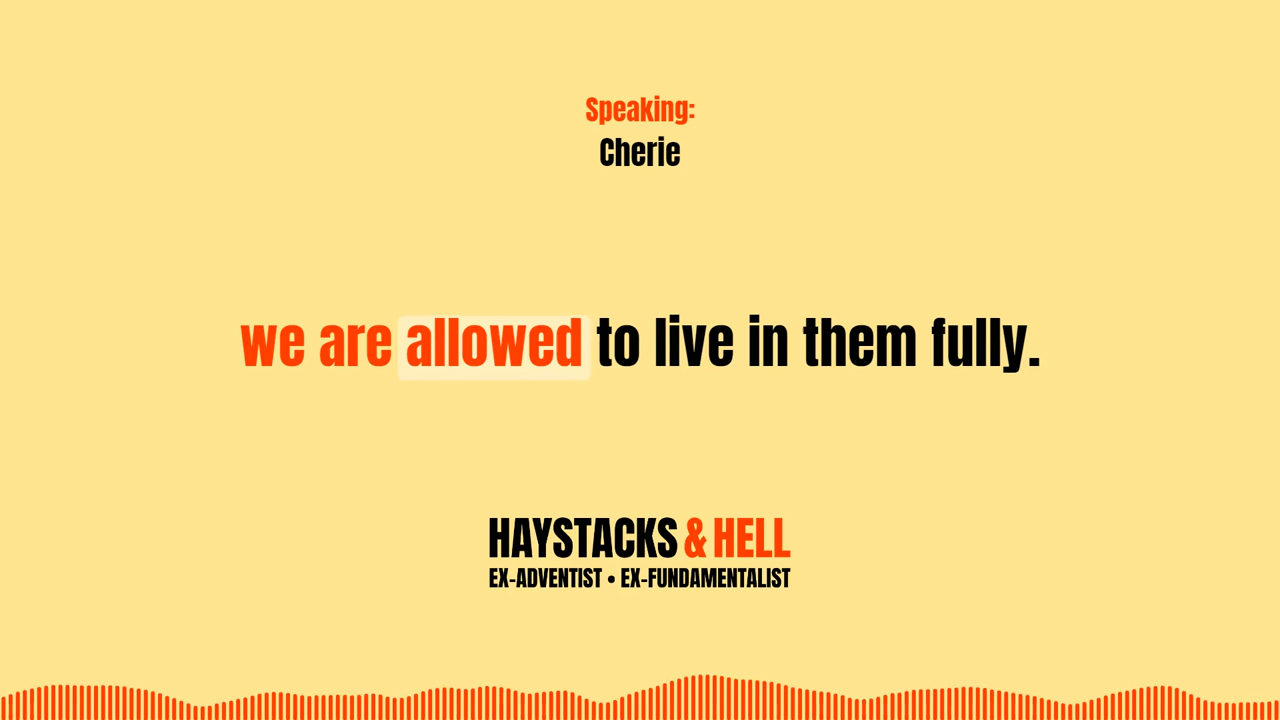 Speaking:
Cherie
we are allowed to live in them fully.
HAYSTACKS & HELL
EX-ADVENTIST • EX-FUNDAMENTALIST